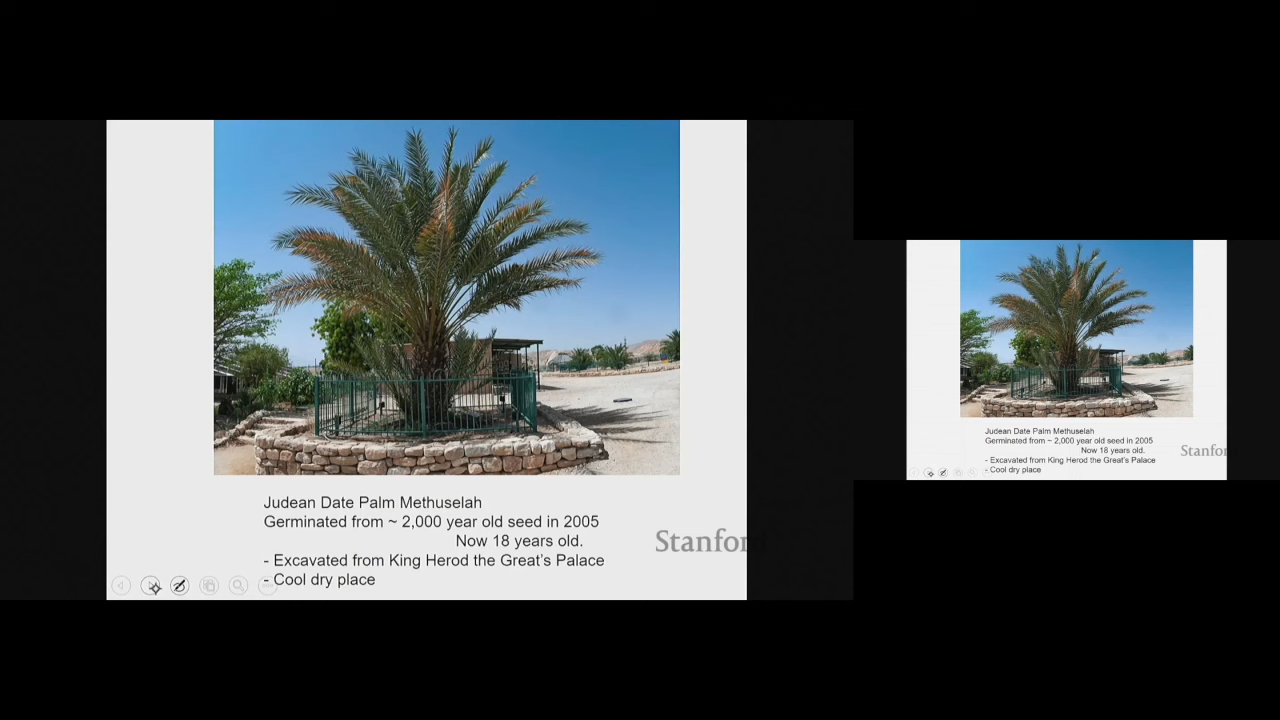 Judean Date Palm Methuselah
Germinated from ~ 2,000 year old seed in 2005
Now 18 years old.
Stanfor
- Excavated from King Herod the Great's Palace
- Cool dry place
Judean Date Palm Methuselah
Germinated from ~ 2,000 year old seed in 2005
Now 18 years old.
Stanfor
- Excavated from King Herod the Great's Palace
- Cool dry place